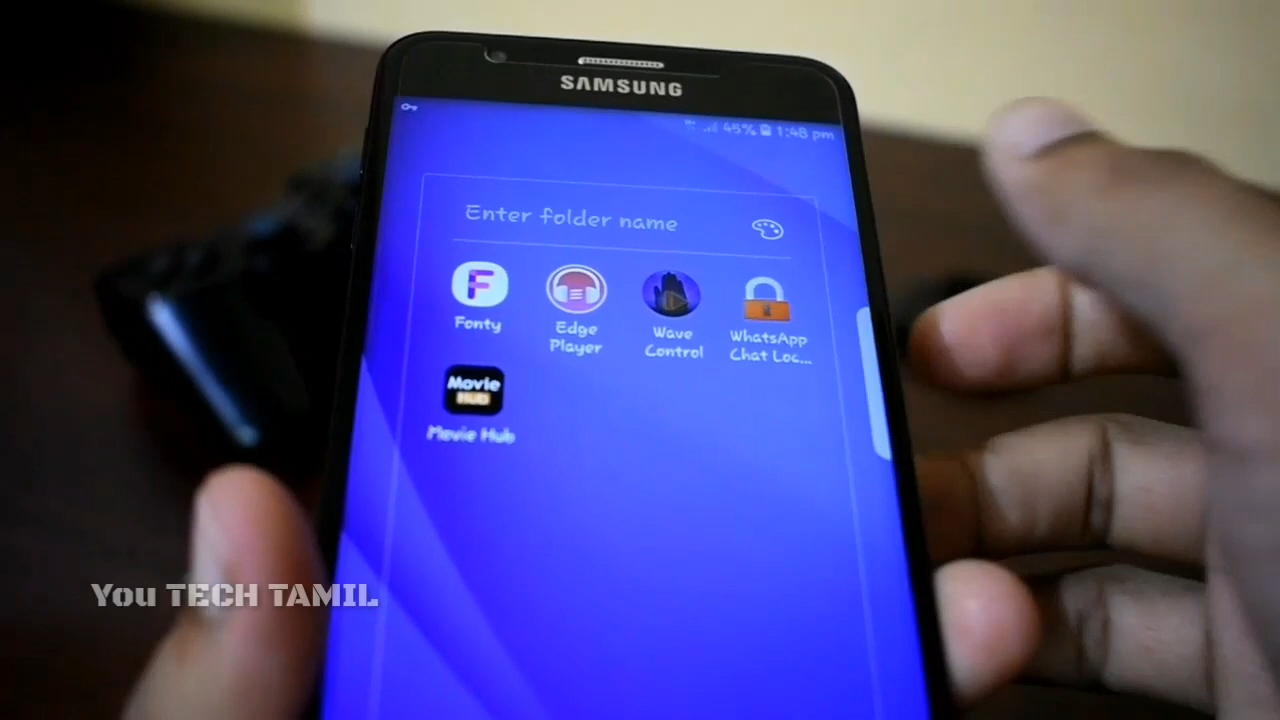 SAMSUNG
45% 1:48 pm
Enter folder name
F
Fonty
Edge
Player
Wave
Control
WhatsApp
Chat Loc...
Movie
HUB
Movie Hub
You TECH TAMIL